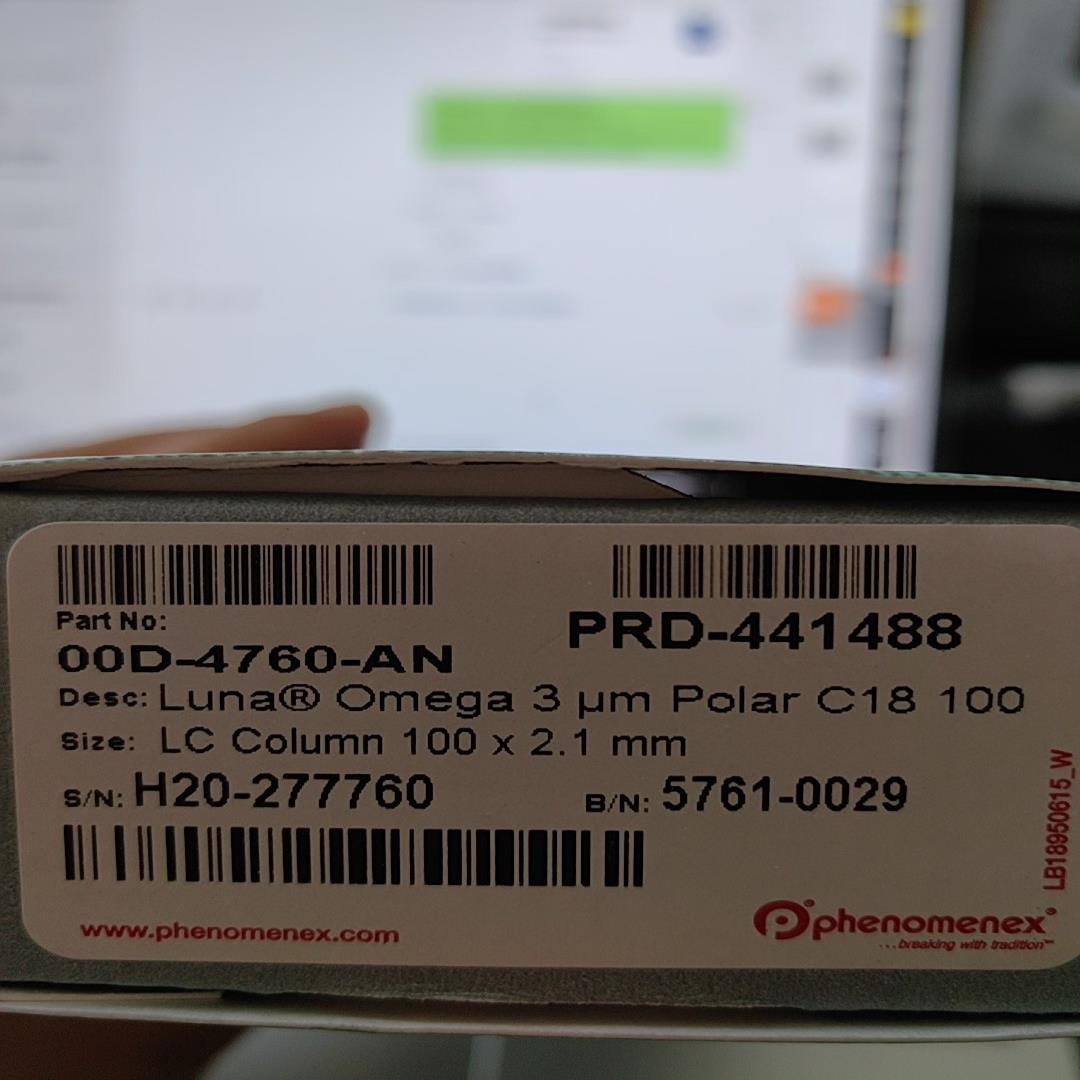 Part No:
PRD-441488
00D-4760-AN
Desc: Luna® Omega 3 µm Polar C18 100
Size: LC Column 100 x 2.1 mm
S/N: H20-277760
B/N: 5761-0029
LB18950615_W
www.phenomenex.com
phenomenex®
...breaking with tradition™